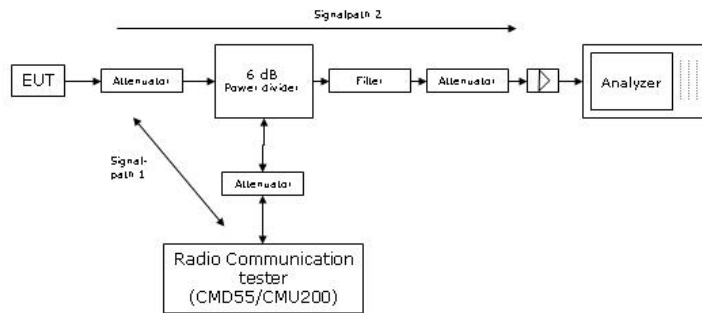 Signalpath 2
EUT
Attenuator
6 dB
Power divider
Filter
Attenuator
Analyzer
Signal-
path 1
Attenuator
Radio Communication
tester
(CMD55/CMU200)